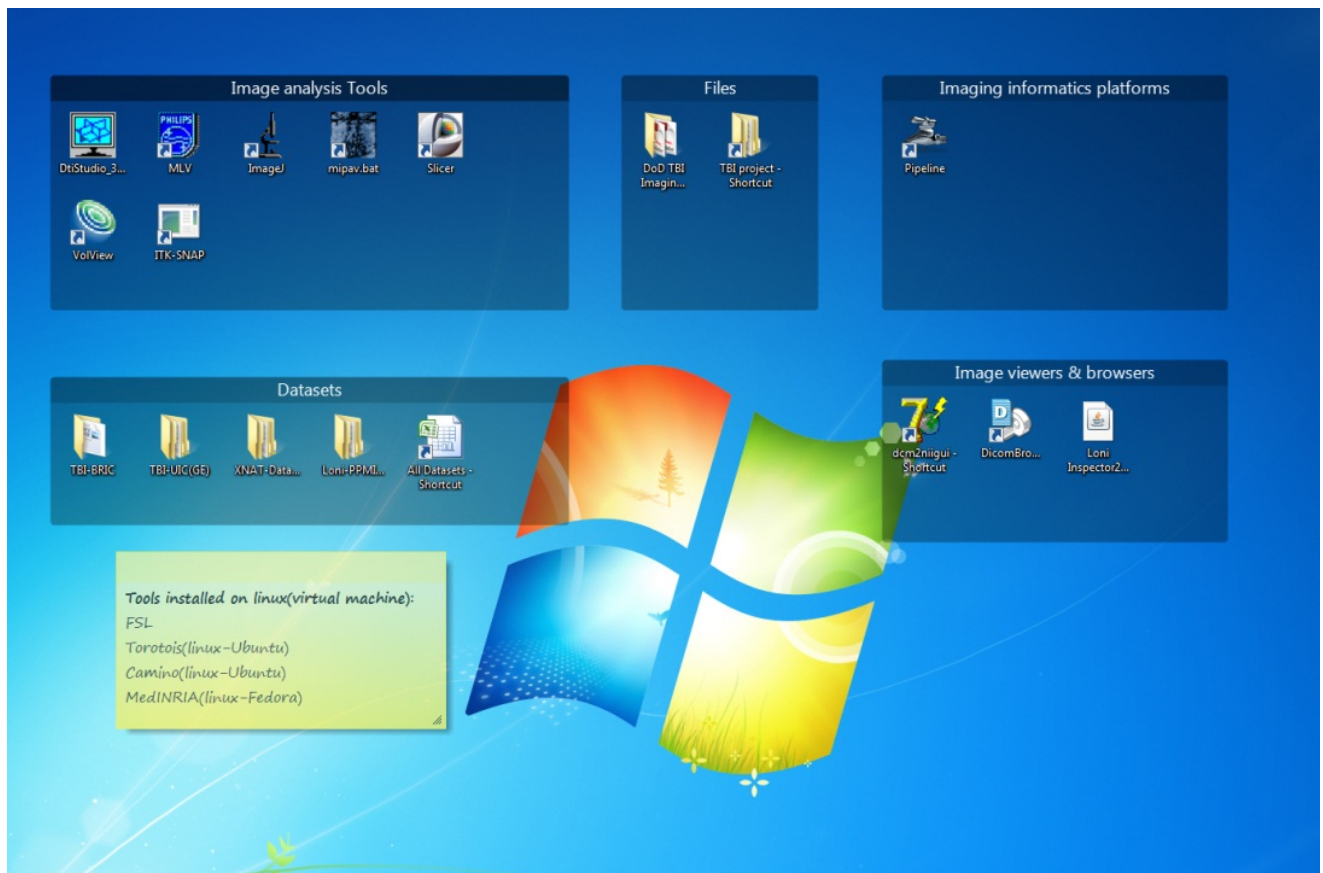 Image analysis Tools
DtiStudio_3...
PHILIPS
MLV
ImageJ
mipav.bat
Slicer
VolView
ITK-SNAP
Files
DoD TBI
Imagin...
TBI project -
Shortcut
Imaging informatics platforms
Pipeline
Datasets
TBI-BRIC
TBI-UIC(GE)
XNAT-Data...
Loni-PPMI...
All Datasets -
Shortcut
Image viewers & browsers
7
dcm2niigui -
Shortcut
D
DicomBro...
Loni
Inspector2...
Tools installed on linux(virtual machine):
FSL
Torotois(linux-Ubuntu)
Camino(linux-Ubuntu)
MedINRIA(linux-Fedora)